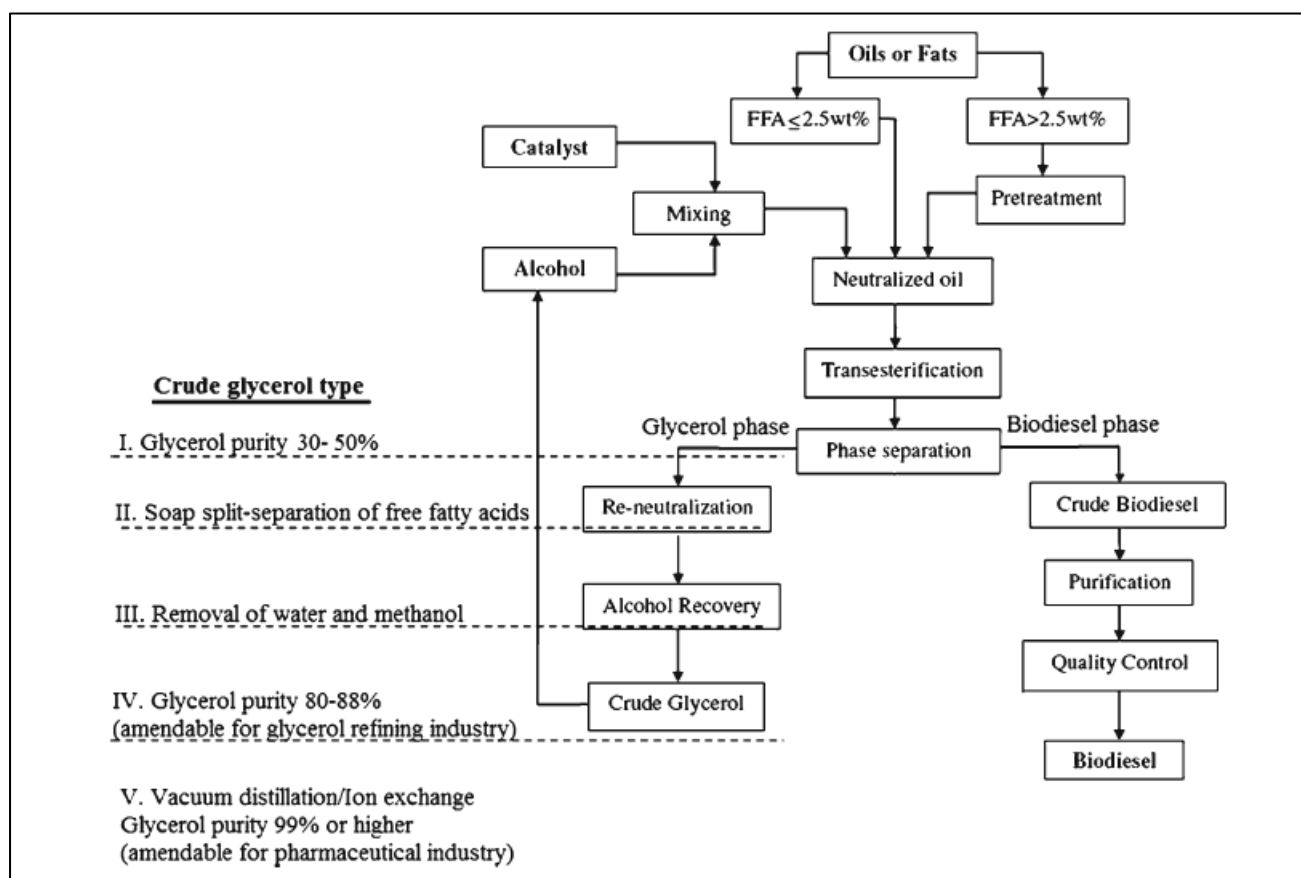 Oils or Fats
FFA≤2.5wt%
FFA>2.5wt%
Catalyst
Pretreatment
Mixing
Alcohol
Neutralized oil
Transesterification
Crude glycerol type
Glycerol phase
Biodiesel phase
I. Glycerol purity 30- 50%
Phase separation
II. Soap split-separation of free fatty acids
Re-neutralization
Crude Biodiesel
Purification
III. Removal of water and methanol
Alcohol Recovery
Quality Control
IV. Glycerol purity 80-88%
(amendable for glycerol refining industry)
Crude Glycerol
Biodiesel
V. Vacuum distillation/Ion exchange
Glycerol purity 99% or higher
(amendable for pharmaceutical industry)